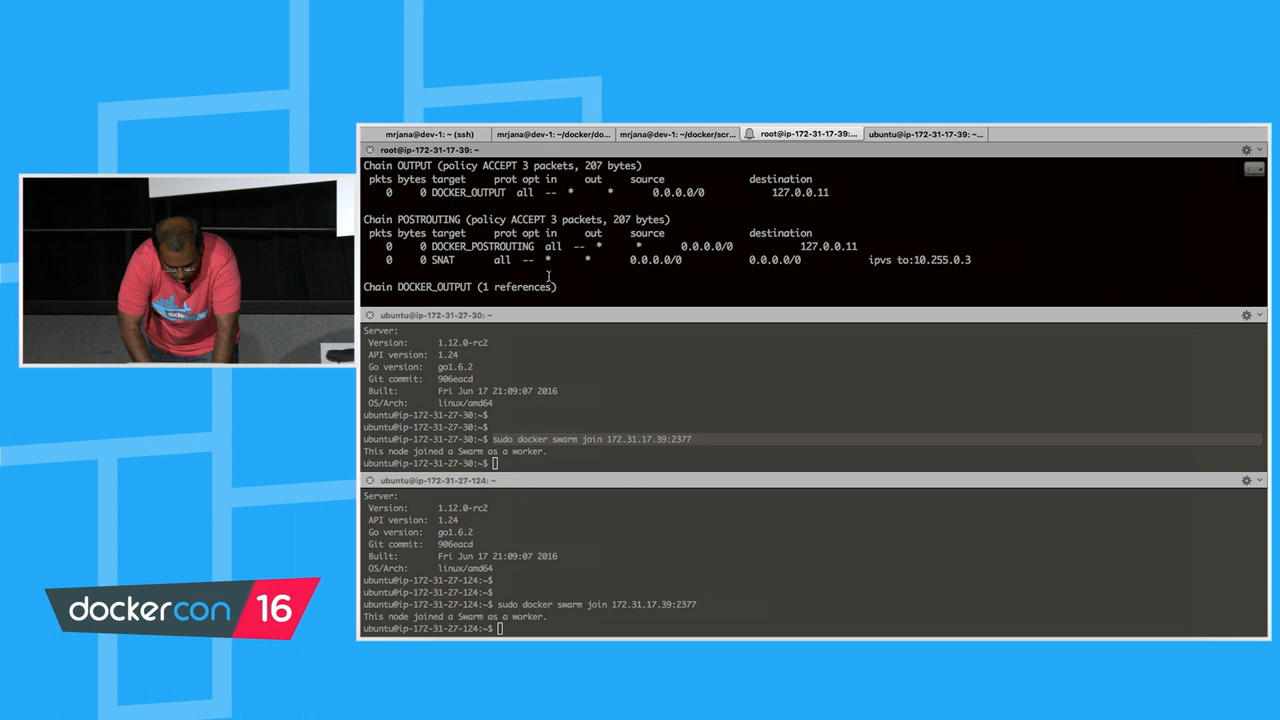 mrjana@dev-1: ~ (ssh)
mrjana@dev-1: ~/docker/do...
mrjana@dev-1: ~/docker/scr...
root@ip-172-31-17-39:...
ubuntu@ip-172-31-17-39: ~...
root@ip-172-31-17-39: ~
Chain OUTPUT (policy ACCEPT 3 packets, 207 bytes)
pkts bytes target prot opt in out source destination
0 0 DOCKER_OUTPUT all -- * * 0.0.0.0/0 127.0.0.11
Chain POSTROUTING (policy ACCEPT 3 packets, 207 bytes)
pkts bytes target prot opt in out source destination
0 0 DOCKER_POSTROUTING all -- * * 0.0.0.0/0 127.0.0.11
0 0 SNAT all -- * * 0.0.0.0/0 0.0.0.0/0 ipvs to:10.255.0.3
Chain DOCKER_OUTPUT (1 references)
ubuntu@ip-172-31-27-30: ~
Server:
Version: 1.12.0-rc2
API version: 1.24
Go version: go1.6.2
Git commit: 906eacd
Built: Fri Jun 17 21:09:07 2016
OS/Arch: linux/amd64
ubuntu@ip-172-31-27-30:~$
ubuntu@ip-172-31-27-30:~$
ubuntu@ip-172-31-27-30:~$ sudo docker swarm join 172.31.17.39:2377
This node joined a Swarm as a worker.
ubuntu@ip-172-31-27-30:~$
ubuntu@ip-172-31-27-124: ~
Server:
Version: 1.12.0-rc2
API version: 1.24
Go version: go1.6.2
Git commit: 906eacd
Built: Fri Jun 17 21:09:07 2016
OS/Arch: linux/amd64
ubuntu@ip-172-31-27-124:~$
ubuntu@ip-172-31-27-124:~$
ubuntu@ip-172-31-27-124:~$ sudo docker swarm join 172.31.17.39:2377
This node joined a Swarm as a worker.
ubuntu@ip-172-31-27-124:~$
docker
dockercon 16